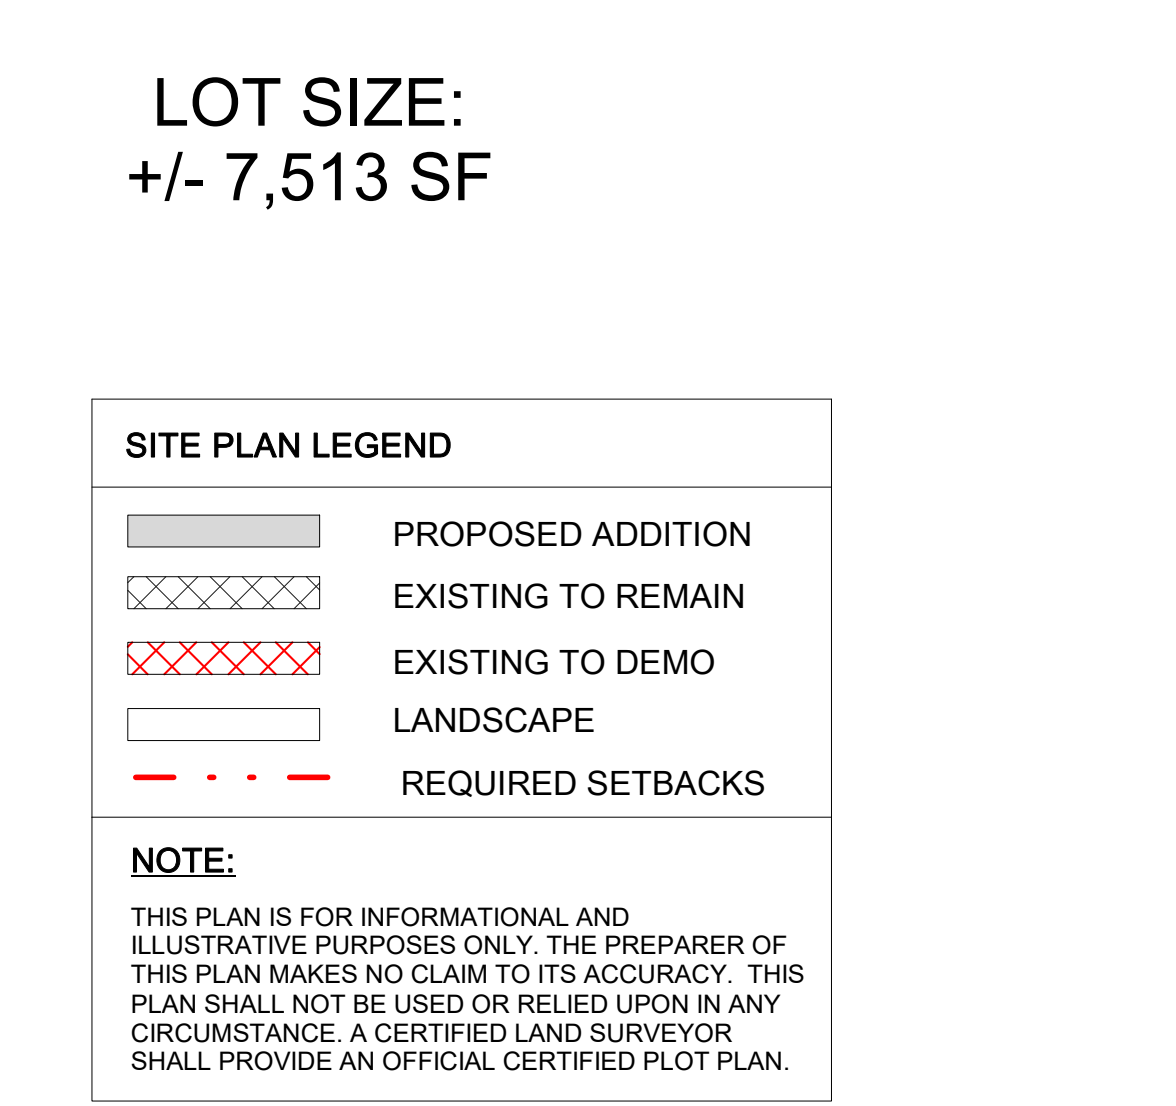 LOT SIZE:
+/- 7,513 SF
SITE PLAN LEGEND
PROPOSED ADDITION
EXISTING TO REMAIN
EXISTING TO DEMO
LANDSCAPE
REQUIRED SETBACKS
NOTE:
THIS PLAN IS FOR INFORMATIONAL AND
ILLUSTRATIVE PURPOSES ONLY. THE PREPARER OF
THIS PLAN MAKES NO CLAIM TO ITS ACCURACY.  THIS
PLAN SHALL NOT BE USED OR RELIED UPON IN ANY
CIRCUMSTANCE. A CERTIFIED LAND SURVEYOR
SHALL PROVIDE AN OFFICIAL CERTIFIED PLOT PLAN.